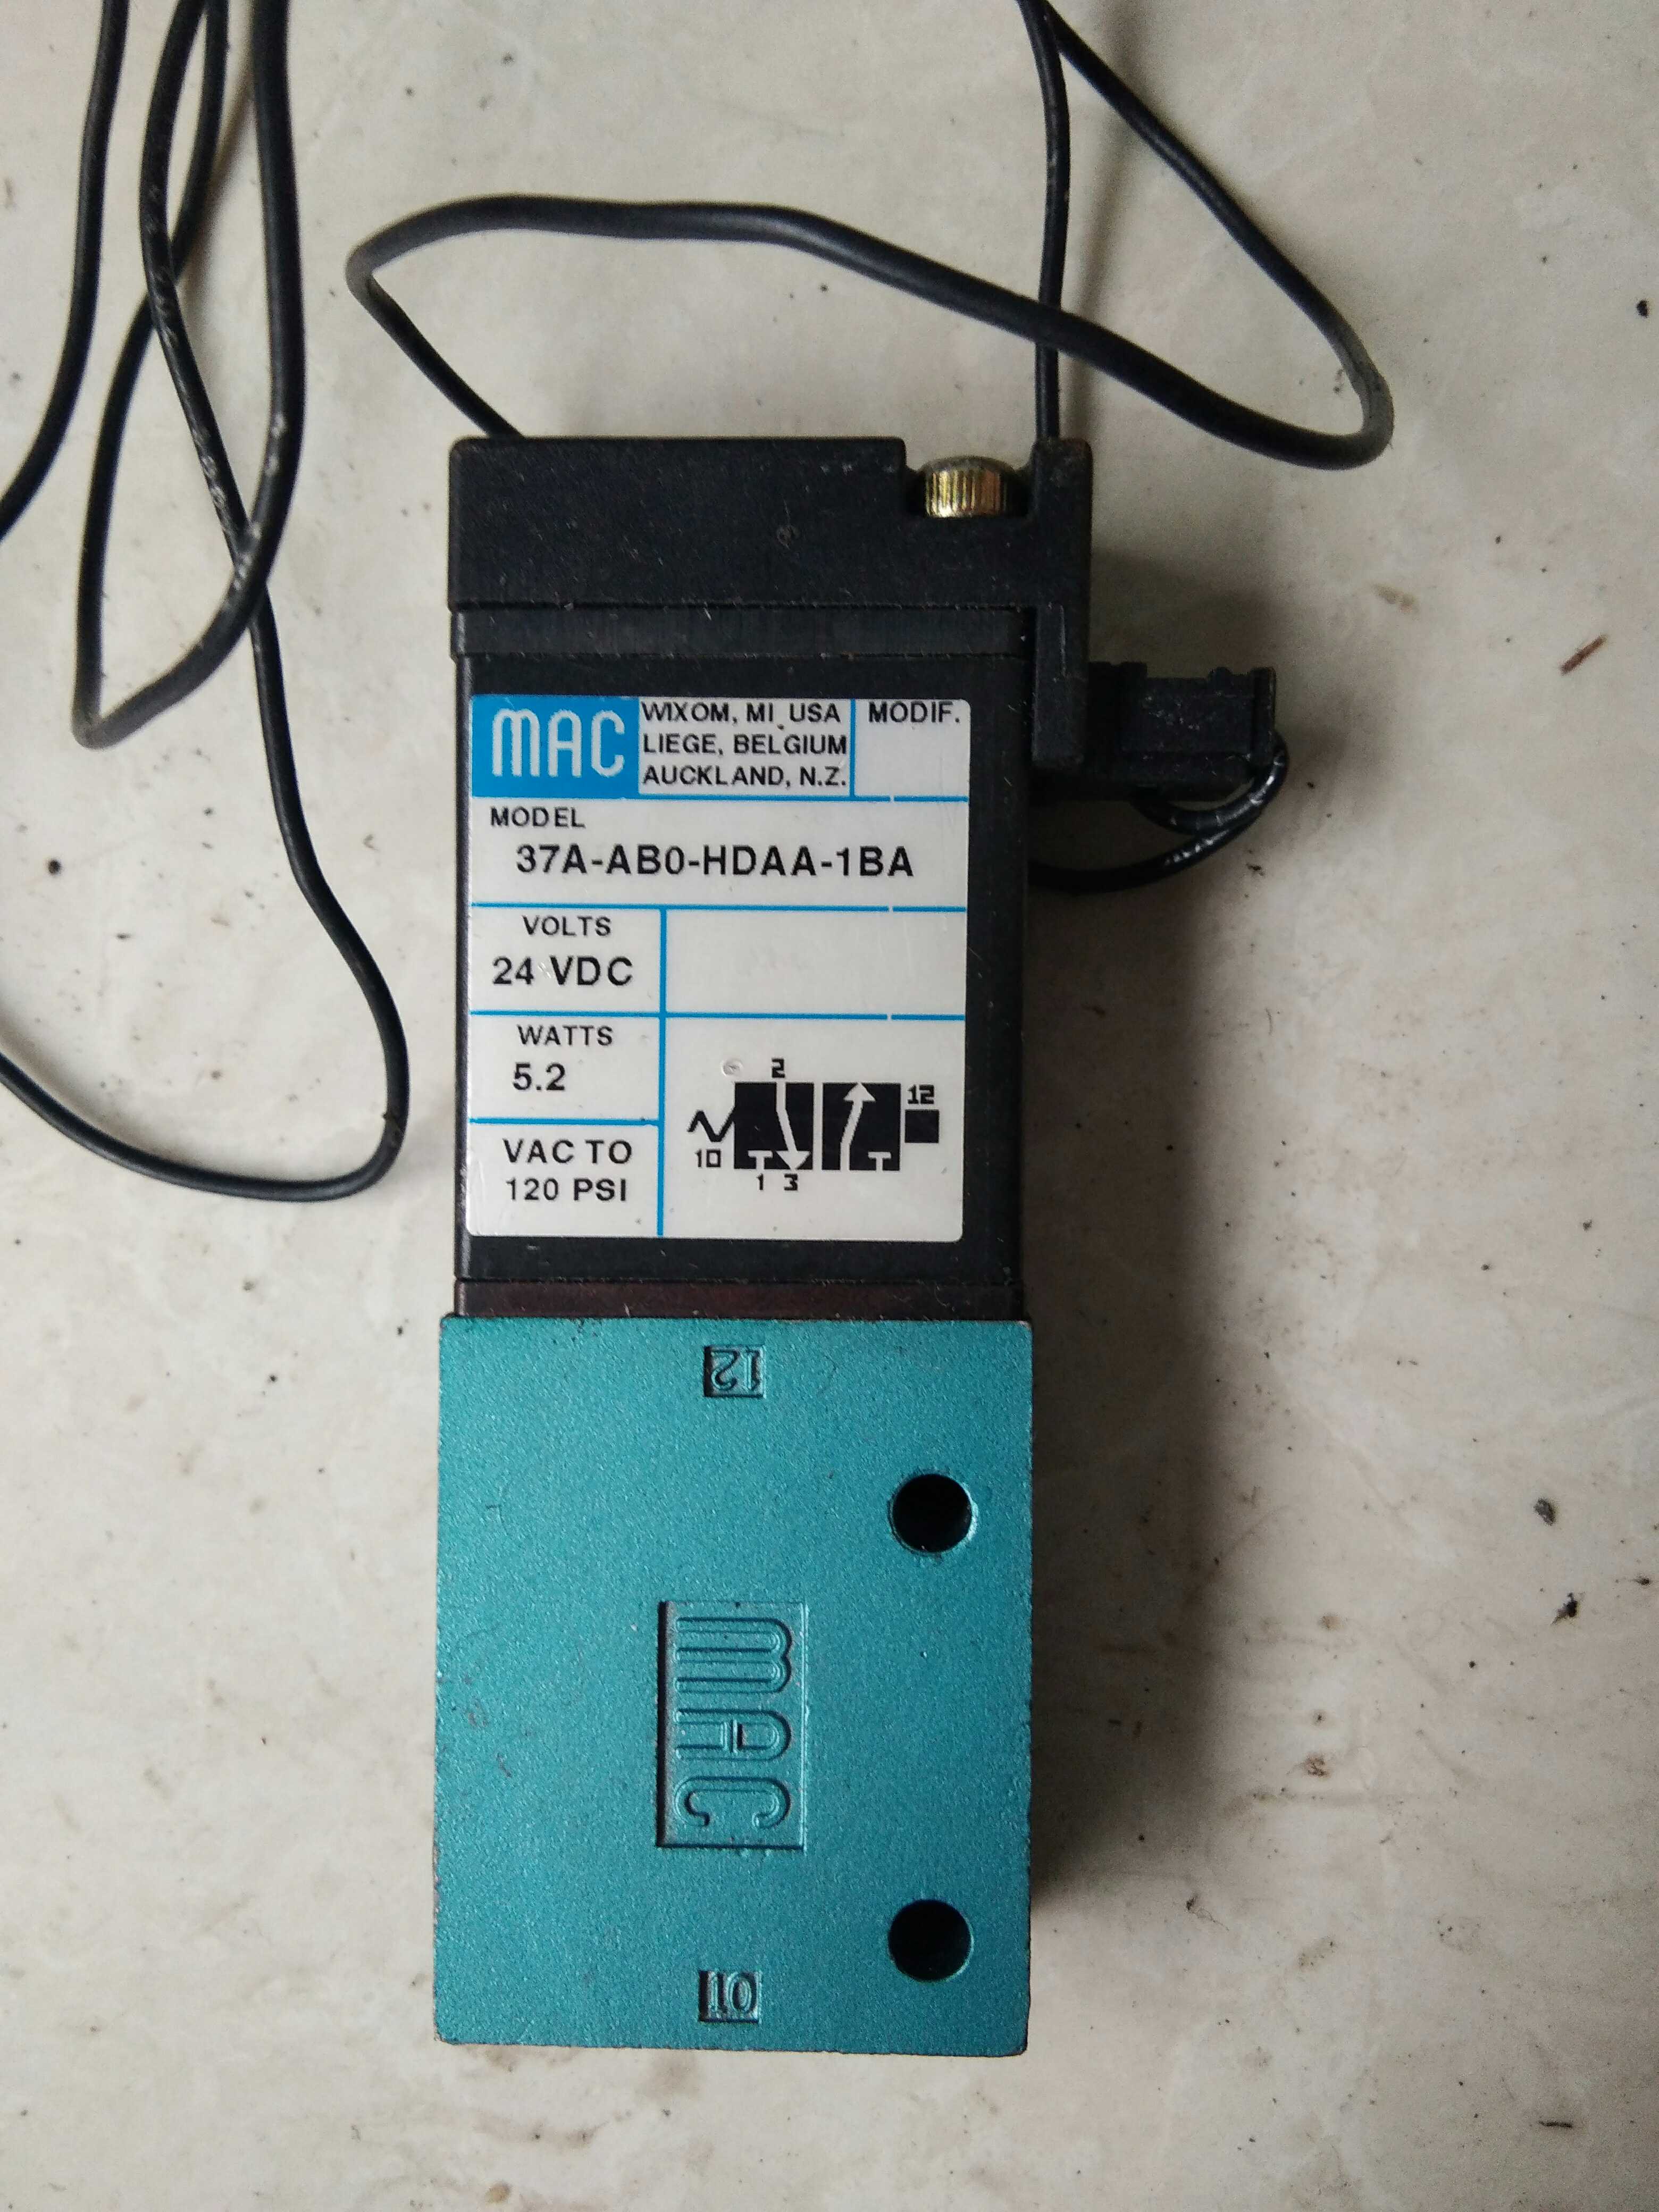 MAC
WIXOM, MI, USA
LIEGE, BELGIUM
AUCKLAND, N.Z.
MODIF.
MODEL
37A-AB0-HDAA-1BA
VOLTS
24 VDC
WATTS
5.2
VAC TO
120 PSI
2
12
10
1 3
12
MAC
10